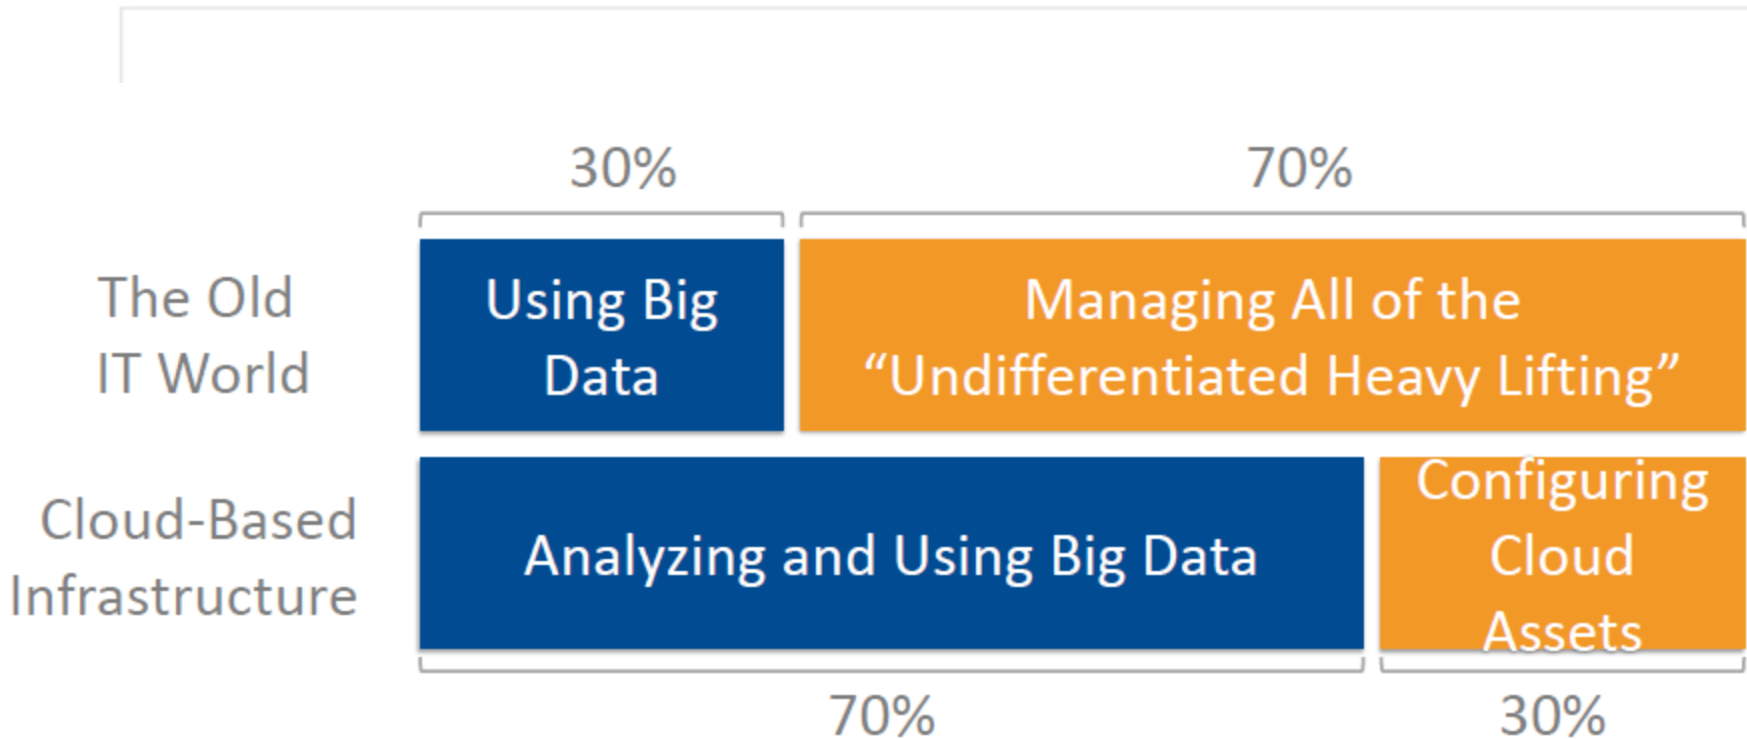 30%
70%
The Old
IT World
Using Big
Data
Managing All of the
“Undifferentiated Heavy Lifting”
Cloud-Based
Infrastructure
Analyzing and Using Big Data
Configuring
Cloud
Assets
70%
30%